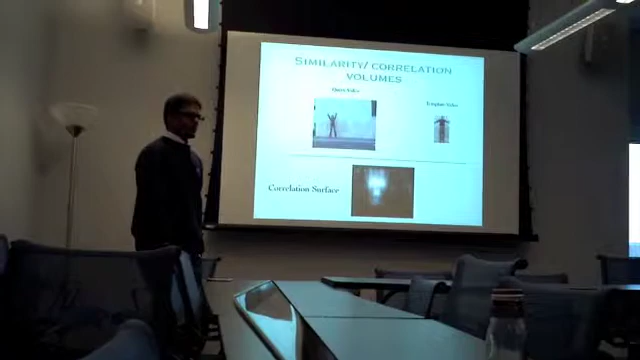 SIMILARITY/ CORRELATION
VOLUMES
Query Video
Template Video
Correlation Surface